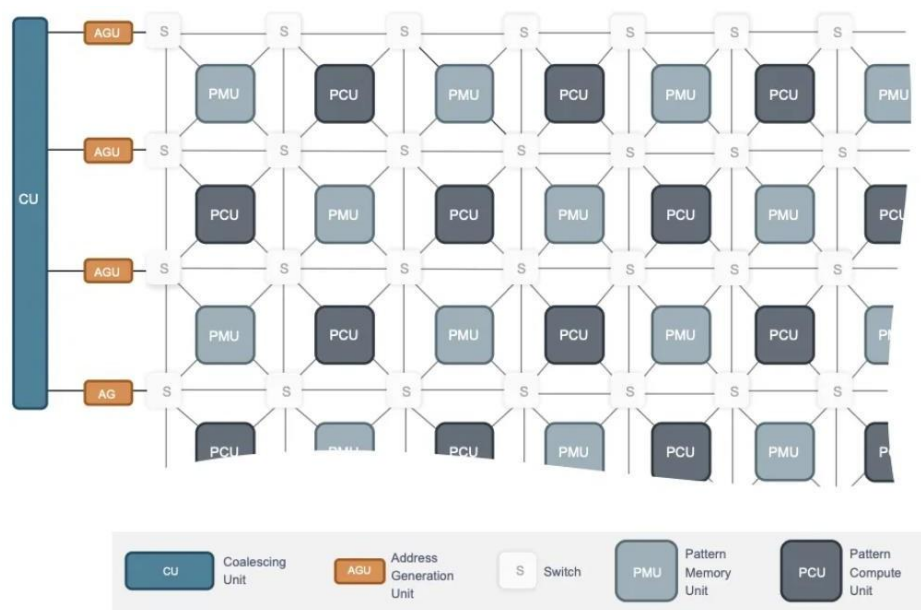 AGU S S S S S S S
PMU PCU PMU PCU PMU PCU PMU
AGU S S S S S S S
CU
PCU PMU PCU PMU PCU PMU PCU
AGU S S S S S S S
PMU PCU PMU PCU PMU PCU
AG S S S S S S S
PCU PMU PCU PMU PCU PMU
CU
Coalescing
Unit
AGU
Address
Generation
Unit
S
Switch
PMU
Pattern
Memory
Unit
PCU
Pattern
Compute
Unit